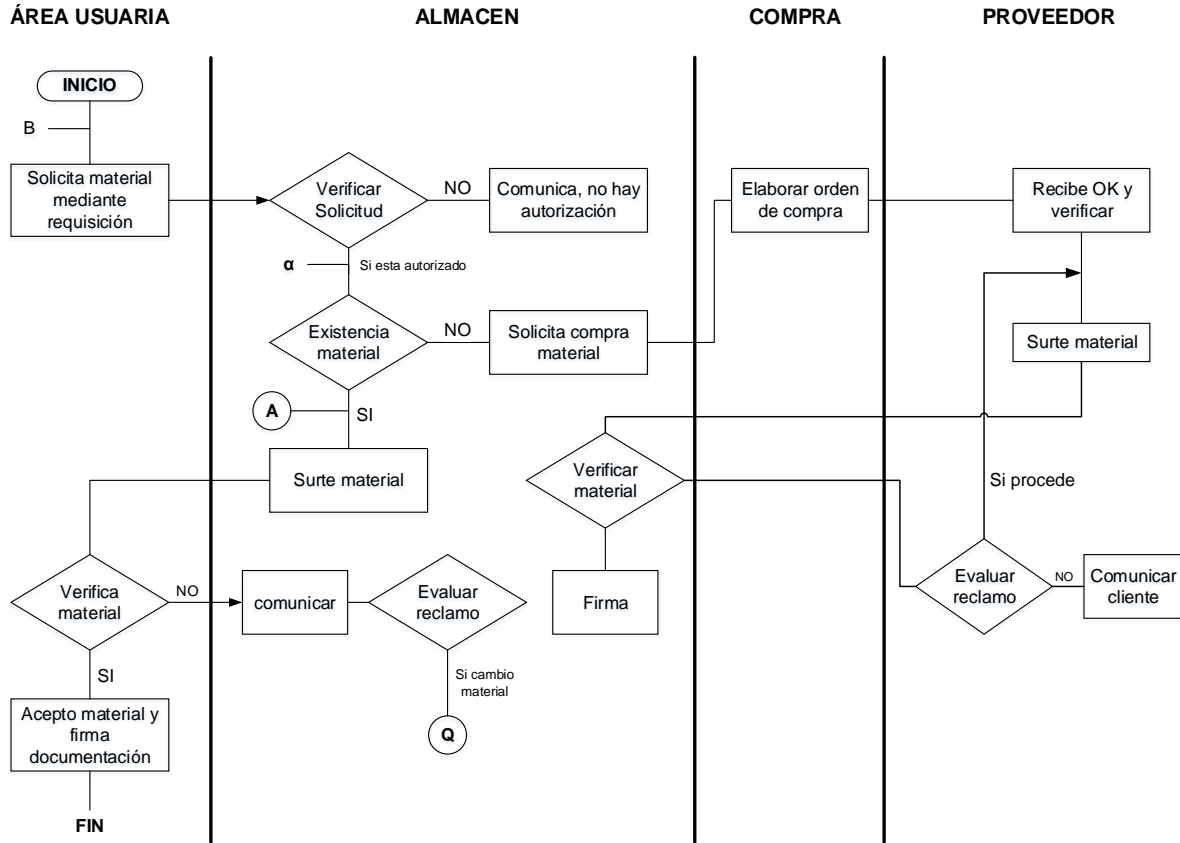 ÁREA USUARIA
ALMACEN
COMPRA
PROVEEDOR
INICIO
B
Solicita material
mediante
requisición
Verificar
Solicitud
NO
Comunica, no hay
autorización
Elaborar orden
de compra
Recibe OK y
verificar
α
Si esta autorizado
Existencia
material
NO
Solicita compra
material
Surte material
A
SI
Surte material
Verificar
material
Si procede
Verifica
material
NO
comunicar
Evaluar
reclamo
Firma
Evaluar
reclamo
NO
Comunicar
cliente
SI
Si cambio
material
Acepto material y
firma
documentación
Q
FIN